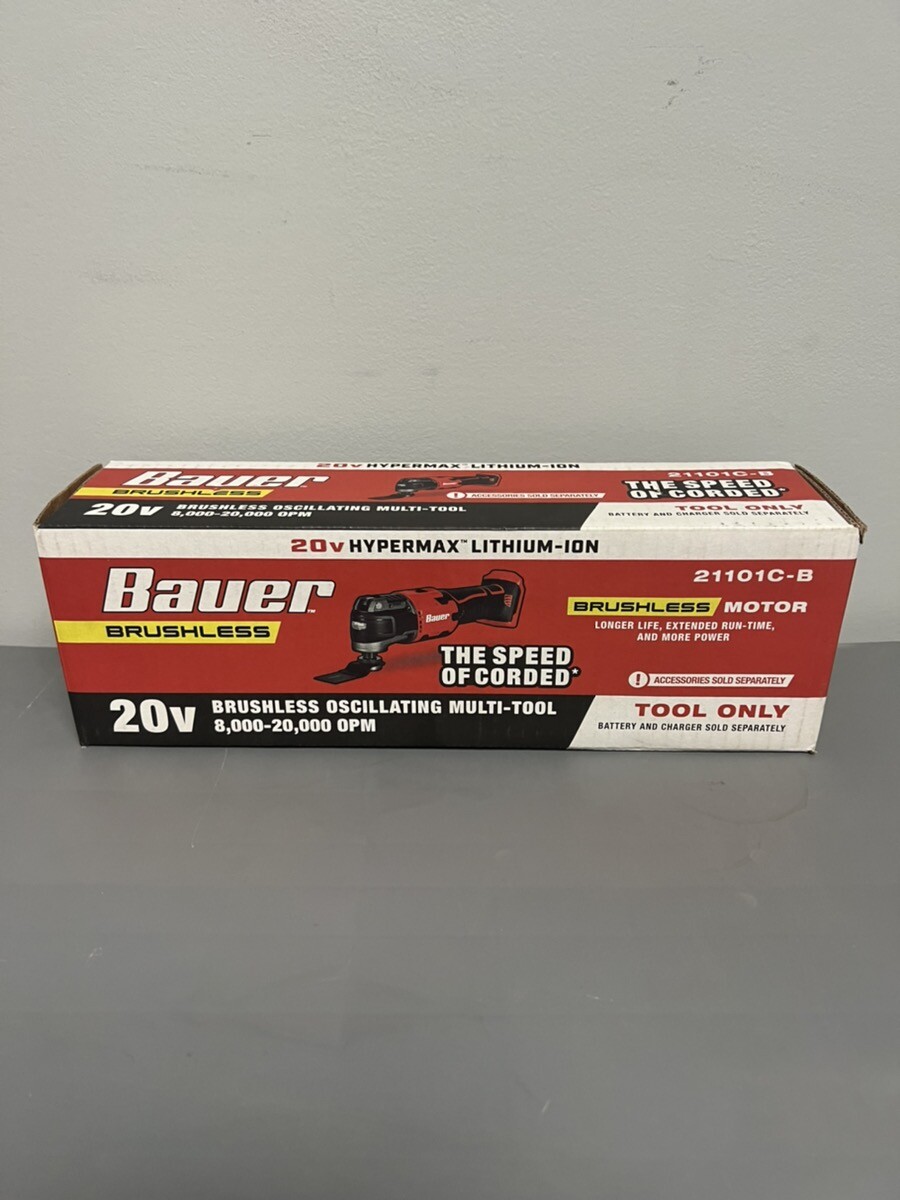 20v HYPERMAX™ LITHIUM-ION
Bauer
BRUSHLESS
20v
BRUSHLESS OSCILLATING MULTI-TOOL
8,000-20,000 OPM
ACCESSORIES SOLD SEPARATELY
21101C-B
THE SPEED
OF CORDED*
TOOL ONLY
BATTERY AND CHARGER SOLD SEPARATELY
20v HYPERMAX™ LITHIUM-ION
Bauer™
BRUSHLESS
Bauer
THE SPEED
OF CORDED*
20v
BRUSHLESS OSCILLATING MULTI-TOOL
8,000-20,000 OPM
21101C-B
BRUSHLESS MOTOR
LONGER LIFE, EXTENDED RUN-TIME,
AND MORE POWER
! ACCESSORIES SOLD SEPARATELY
TOOL ONLY
BATTERY AND CHARGER SOLD SEPARATELY